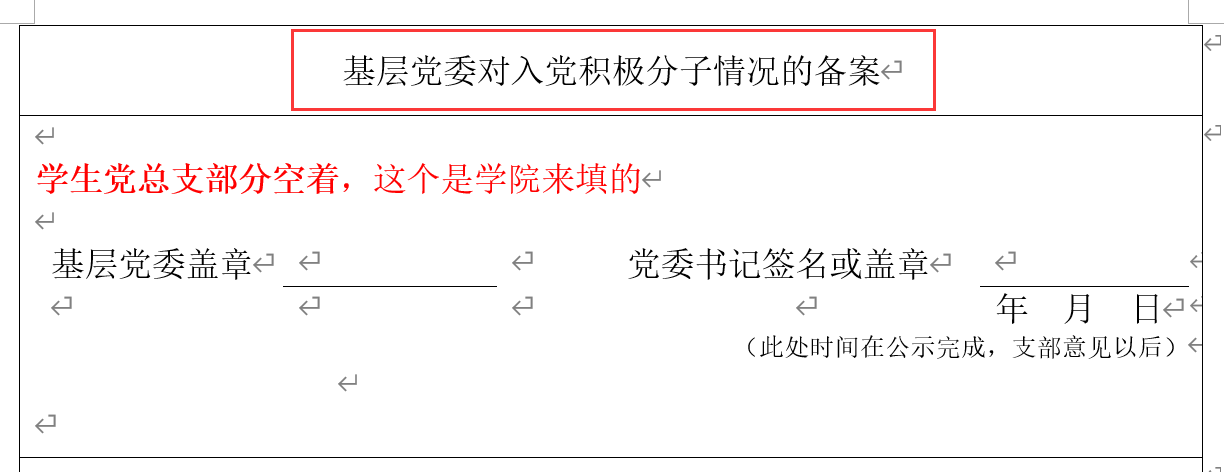 基层党委对入党积极分子情况的备案
学生党总支部分空着，这个是学院来填的
基层党委盖章 党委书记签名或盖章
年 月 日
（此处时间在公示完成，支部意见以后）